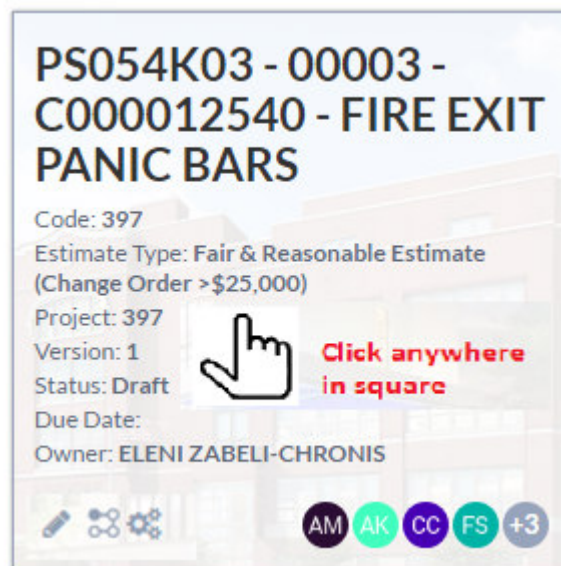 PS054K03 - 00003 -
C000012540 - FIRE EXIT
PANIC BARS
Code: 397
Estimate Type: Fair & Reasonable Estimate
(Change Order >$25,000)
Project: 397
Version: 1
Click anywhere
Status: Draft
in square
Due Date:
Owner: ELENI ZABELI-CHRONIS
AM AK CC FS +3